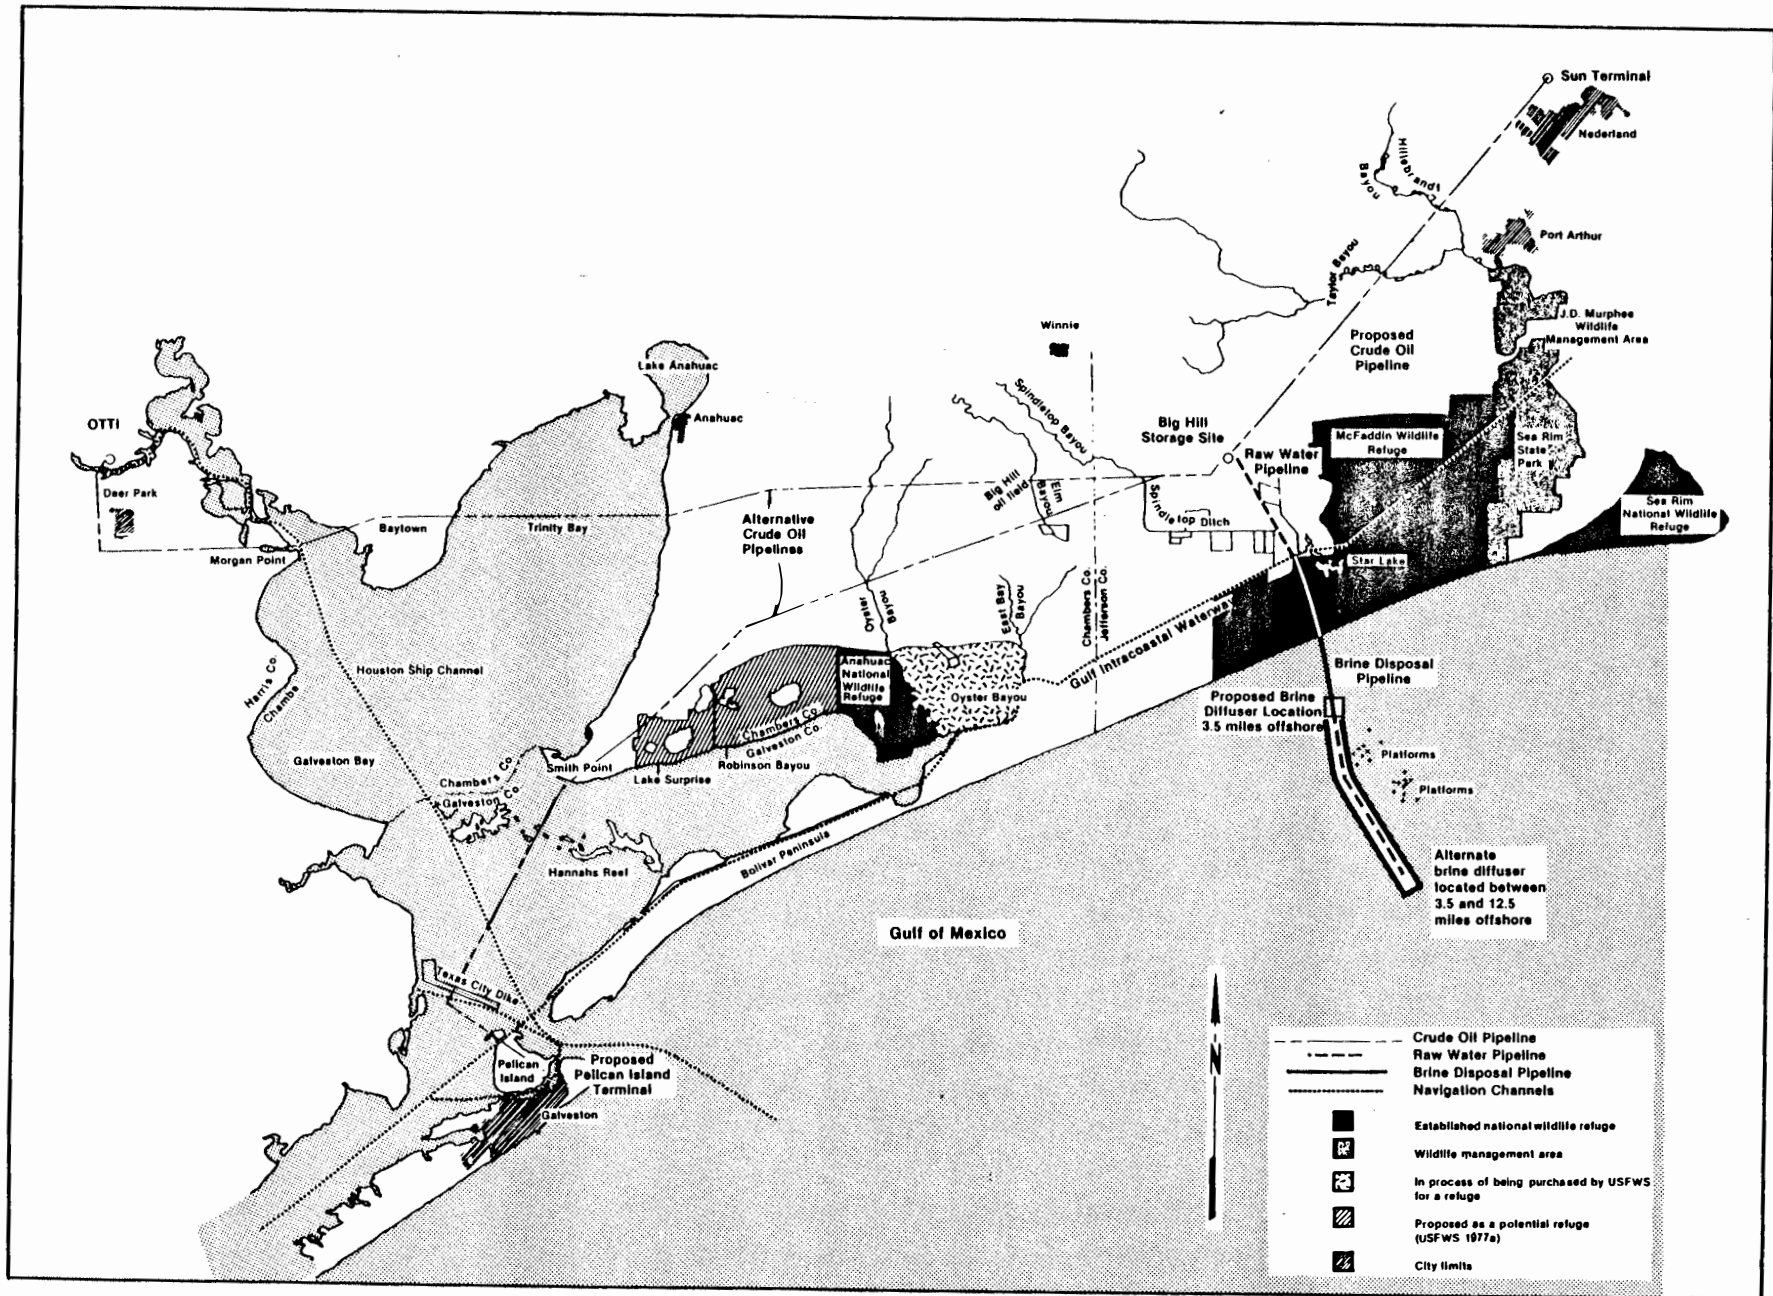 Sun Terminal
Nederland
Hillebrandt
Bayou
Port Arthur
Taylor Bayou
J.D. Murphee
Wildlife
Management Area
Proposed
Crude Oil
Pipeline
Winnie
Lake Anahuac
Anahuac
Spindletop Bayou
Big Hill
Storage Site
Raw Water
Pipeline
McFaddin Wildlife
Refuge
Sea Rim
State
Park
Sea Rim
National Wildlife
Refuge
OTTI
Deer Park
Baytown
Trinity Bay
Morgan Point
Alternative
Crude Oil
Pipelines
Big Hill
oil field
Elm
Bayou
Spindletop Ditch
Star Lake
Oyster
Bayou
East Bay
Bayou
Chambers Co.
Jefferson Co.
Gulf Intracoastal Waterway
Harris Co.
Chambe
Houston Ship Channel
Anahuac
National
Wildlife
Refuge
Oyster Bayou
Brine Disposal
Pipeline
Proposed Brine
Diffuser Location
3.5 miles offshore
Platforms
Platforms
Chambers Co.
Galveston Co.
Robinson Bayou
Lake Surprise
Smith Point
Galveston Bay
Chambers Co.
Galveston Co.
Hannahs Reef
Bolivar Peninsula
Alternate
brine diffuser
located between
3.5 and 12.5
miles offshore
Gulf of Mexico
Texas City Dike
Pelican
Island
Proposed
Pelican Island
Terminal
Galveston
N
Crude Oil Pipeline
Raw Water Pipeline
Brine Disposal Pipeline
Navigation Channels
Established national wildlife refuge
Wildlife management area
In process of being purchased by USFWS
for a refuge
Proposed as a potential refuge
(USFWS 1977a)
City limits